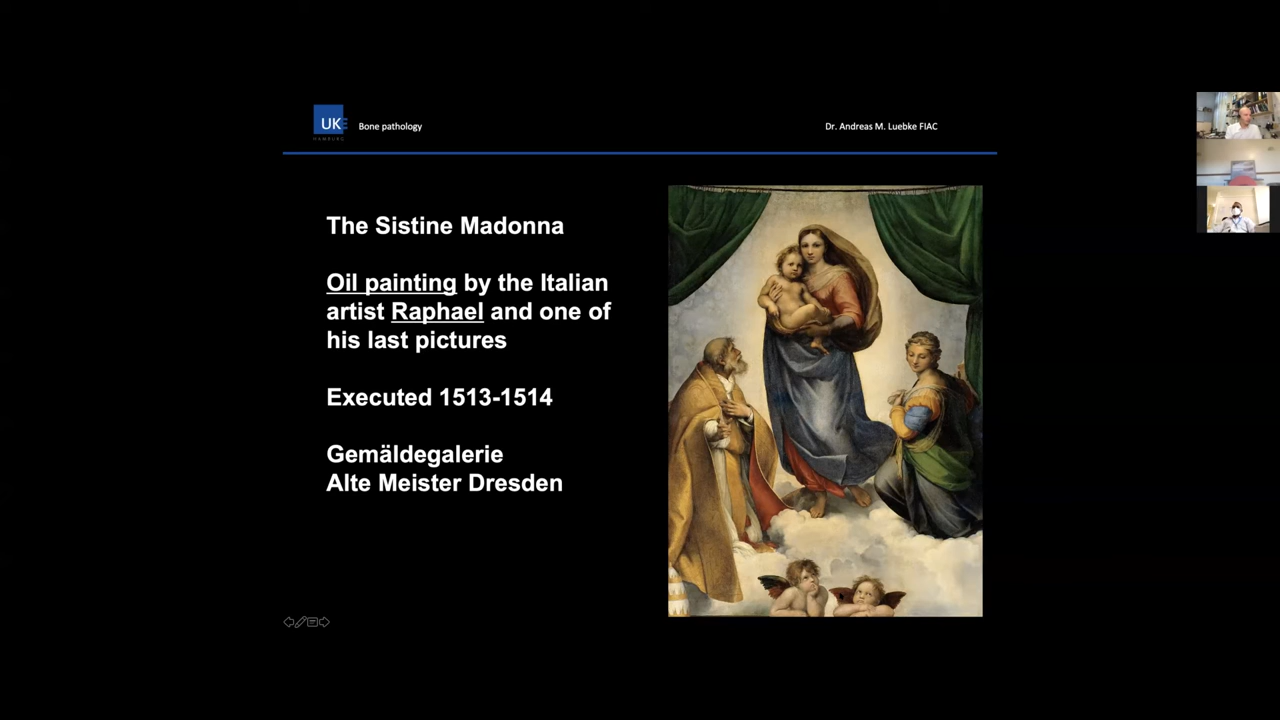 UKE
HAMBURG
Bone pathology
Dr. Andreas M. Luebke FIAC
The Sistine Madonna
Oil painting by the Italian
artist Raphael and one of
his last pictures
Executed 1513-1514
Gemäldegalerie
Alte Meister Dresden